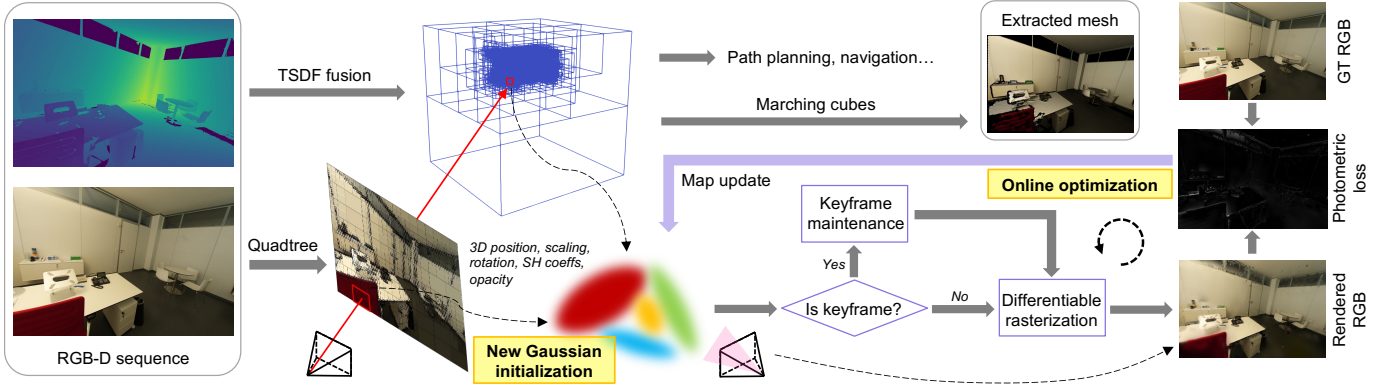 RGB-D sequence
TSDF fusion
Quadtree
Path planning, navigation…
Marching cubes
Extracted mesh
GT RGB
Photometric
loss
Rendered
RGB
Map update
Online optimization
3D position, scaling,
rotation, SH coeffs,
opacity
New Gaussian
initialization
Is keyframe?
Yes
No
Keyframe
maintenance
Differentiable
rasterization